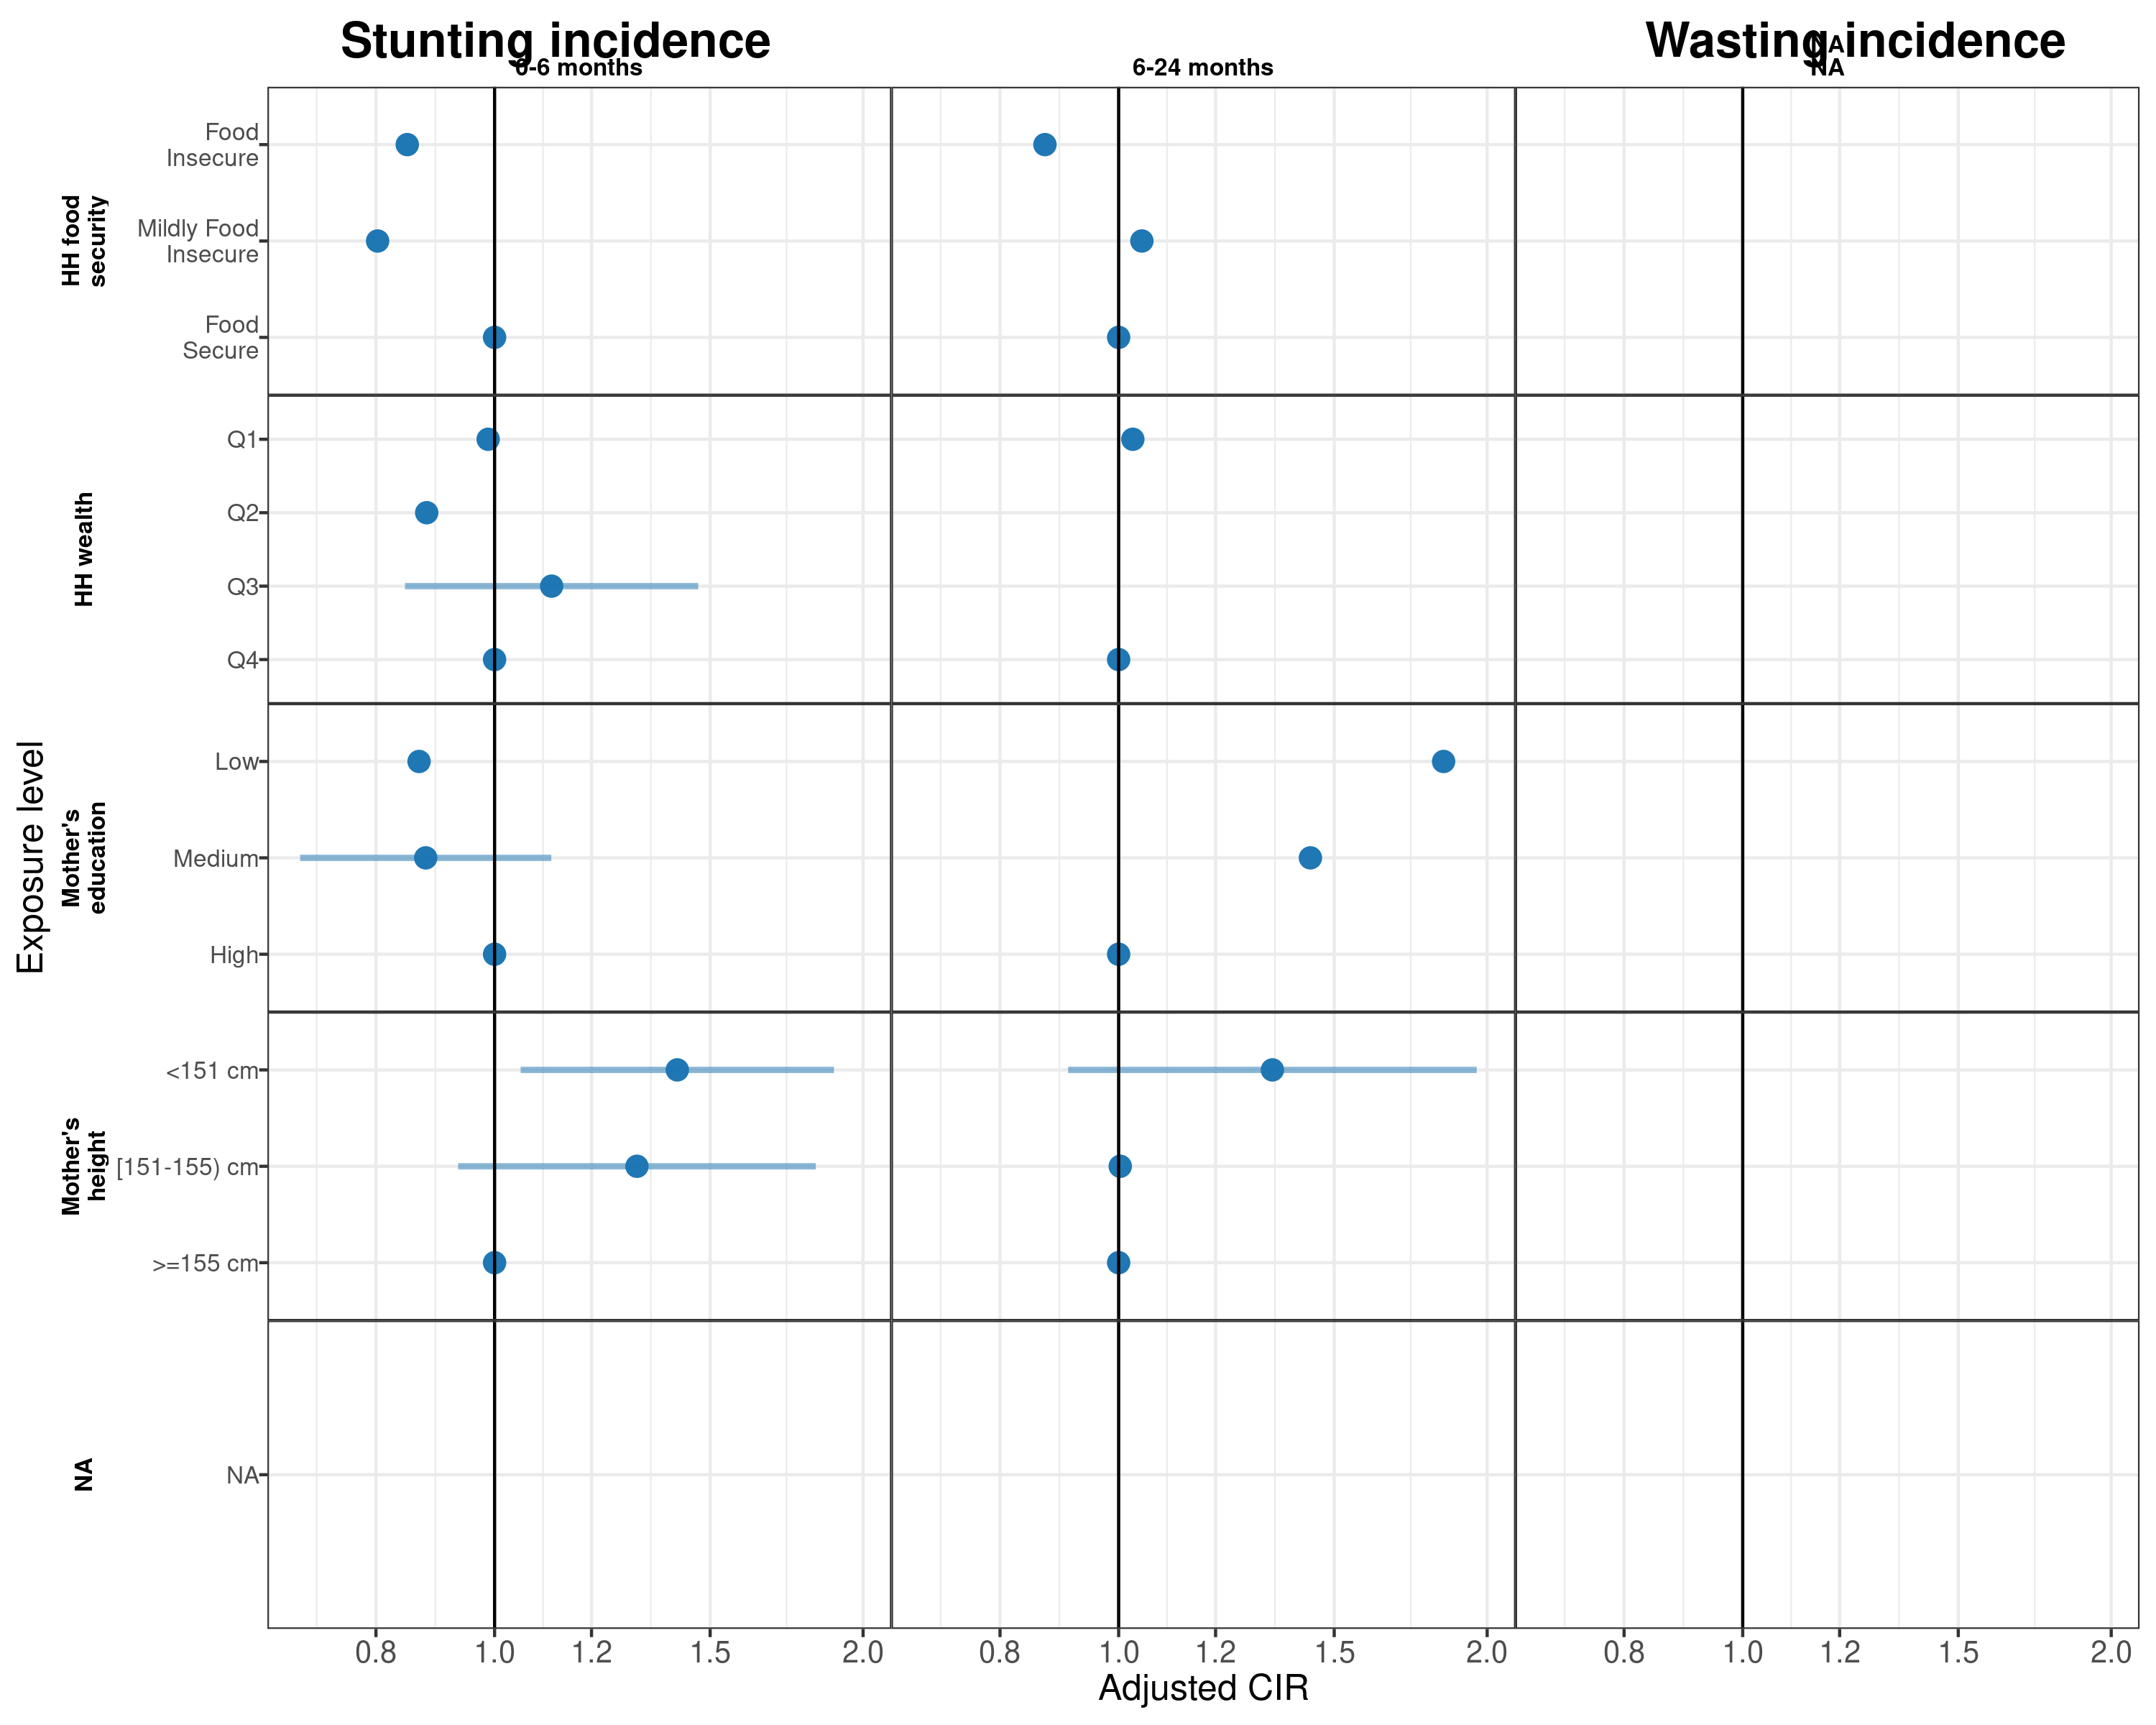 Stunting incidence
Wasting incidence
0-6 months
6-24 months
NA
NA
HH food
security
Food
Insecure
Mildly Food
Insecure
Food
Secure
HH wealth
Q1
Q2
Q3
Q4
Exposure level
Mother's
education
Low
Medium
High
Mother's
height
<151 cm
[151-155) cm
>=155 cm
NA
NA
0.8 1.0 1.2 1.5 2.0 0.8 1.0 1.2 1.5 2.0 0.8 1.0 1.2 1.5 2.0
Adjusted CIR